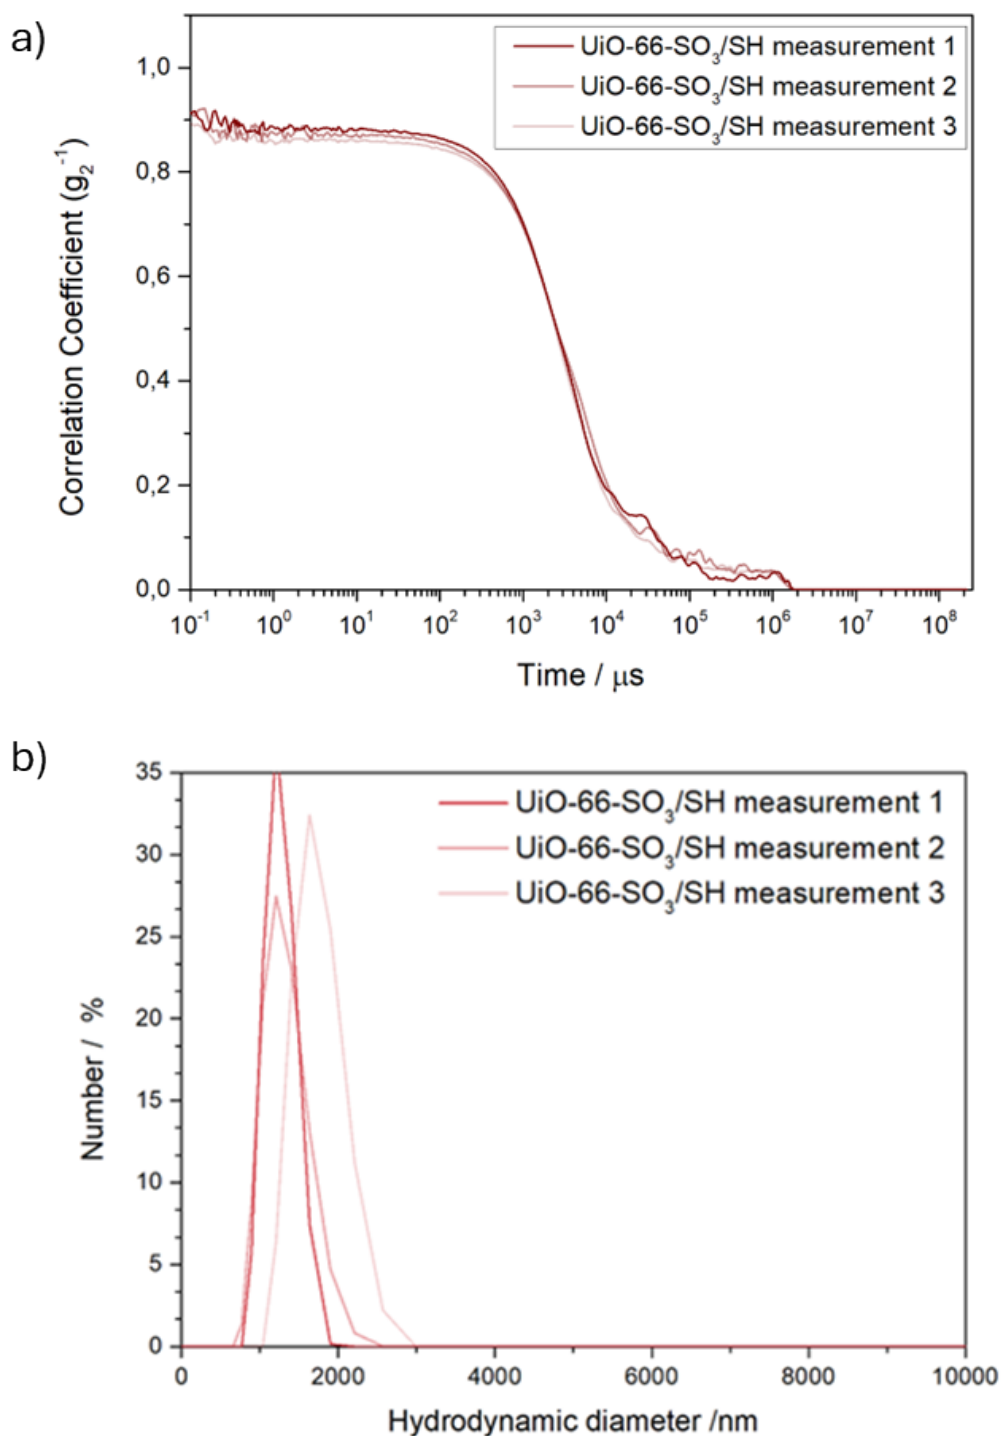 a)
UiO-66-SO₃/SH measurement 1
UiO-66-SO₃/SH measurement 2
UiO-66-SO₃/SH measurement 3
Correlation Coefficient (g₂⁻¹)
1,0
0,8
0,6
0,4
0,2
0,0
10⁻¹ 10⁰ 10¹ 10² 10³ 10⁴ 10⁵ 10⁶ 10⁷ 10⁸
Time / μs
b)
UiO-66-SO₃/SH measurement 1
UiO-66-SO₃/SH measurement 2
UiO-66-SO₃/SH measurement 3
Number / %
35
30
25
20
15
10
5
0
0 2000 4000 6000 8000 10000
Hydrodynamic diameter /nm